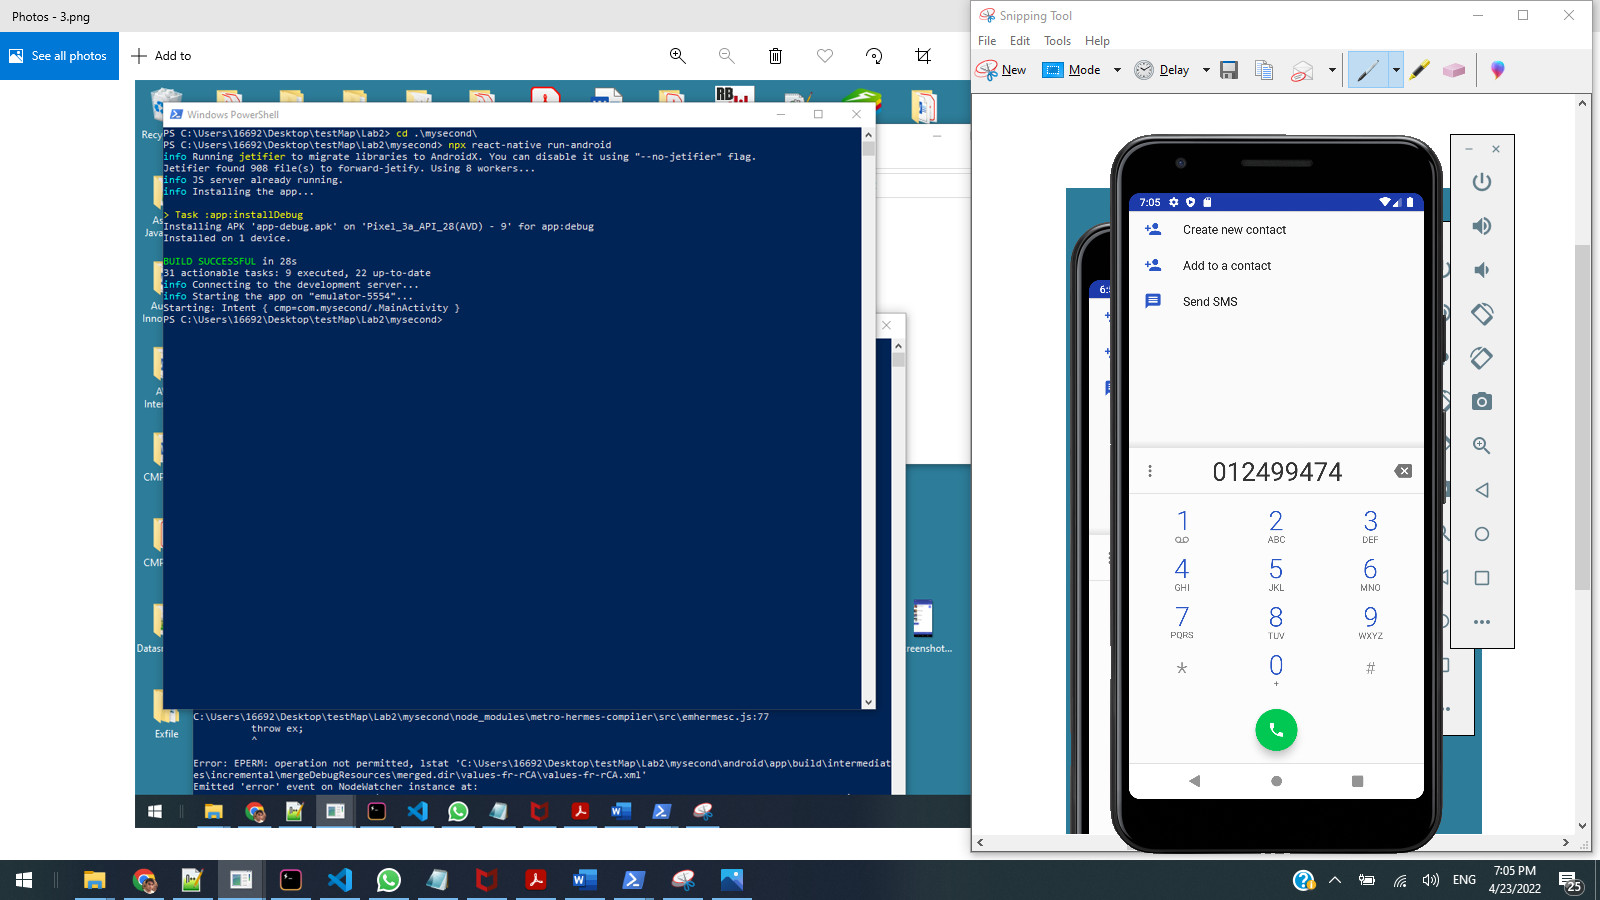 Photos - 3.png
See all photos
Add to
RB
Recyc
Windows PowerShell
PS C:\Users\16692\Desktop\testMap\Lab2> cd .\mysecond\
PS C:\Users\16692\Desktop\testMap\Lab2\mysecond> npx react-native run-android
info Running jetifier to migrate libraries to AndroidX. You can disable it using "--no-jetifier" flag.
Jetifier found 908 file(s) to forward-jetify. Using 8 workers...
info JS server already running.
info Installing the app...
> Task :app:installDebug
Installing APK 'app-debug.apk' on 'Pixel_3a_API_28(AVD) - 9' for app:debug
Installed on 1 device.
BUILD SUCCESSFUL in 28s
31 actionable tasks: 9 executed, 22 up-to-date
info Connecting to the development server...
info Starting the app on "emulator-5554"...
Starting: Intent { cmp=com.mysecond/.MainActivity }
PS C:\Users\16692\Desktop\testMap\Lab2\mysecond>
As
Java
Au
Inno
A
Inte
CMP
CMP
Datas
Exfile
reenshot...
C:\Users\16692\Desktop\testMap\Lab2\mysecond\node_modules\metro-hermes-compiler\src\emhermesc.js:77
throw ex;
^
Error: EPERM: operation not permitted, lstat 'C:\Users\16692\Desktop\testMap\Lab2\mysecond\android\app\build\intermediat
es\incremental\mergeDebugResources\merged.dir\values-fr-rCA\values-fr-rCA.xml'
Emitted 'error' event on NodeWatcher instance at:
Snipping Tool
File Edit Tools Help
New Mode Delay
6:5
7:05
Create new contact
Add to a contact
Send SMS
012499474
1 2 3
ABC DEF
4 5 6
GHI JKL MNO
7 8 9
PQRS TUV WXYZ
* 0 #
+
ENG
7:05 PM
4/23/2022
25